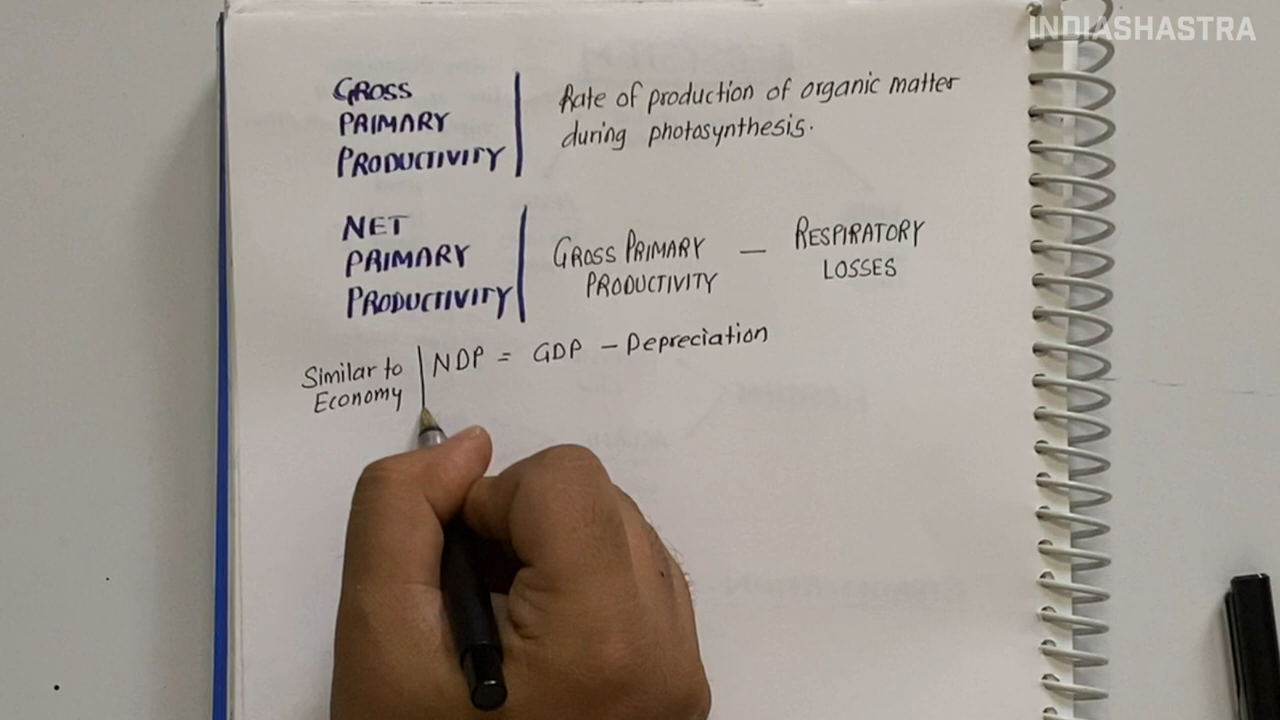 INDIASHASTRA
GROSS
PRIMARY
PRODUCTIVITY
Rate of production of organic matter
during photosynthesis.
NET
PRIMARY
PRODUCTIVITY
GROSS PRIMARY
PRODUCTIVITY
—
RESPIRATORY
LOSSES
Similar to
Economy
NDP = GDP - Depreciation